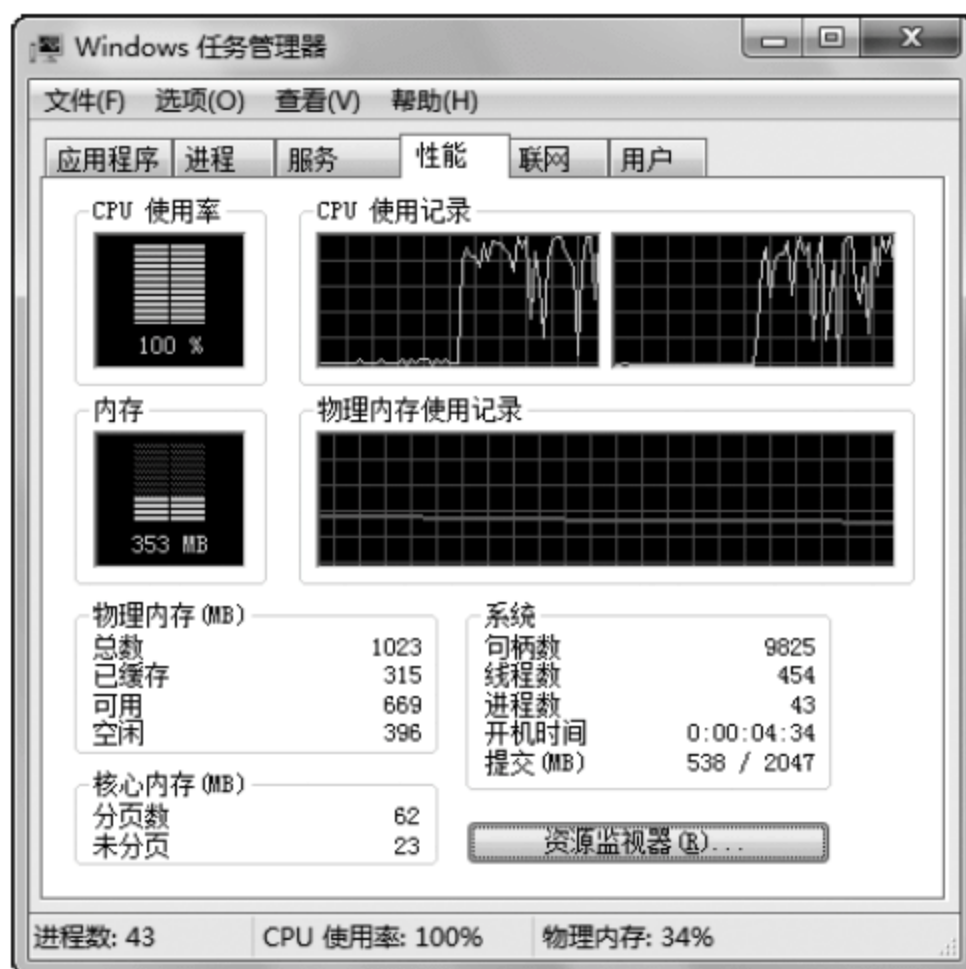 Windows 任务管理器
文件(F) 选项(O) 查看(V) 帮助(H)
应用程序 进程 服务 性能 联网 用户
CPU 使用率 CPU 使用记录
100 %
内存 物理内存使用记录
353 MB
物理内存(MB)
总数 1023
已缓存 315
可用 669
空闲 396
核心内存(MB)
分页数 62
未分页 23
系统
句柄数 9825
线程数 454
进程数 43
开机时间 0:00:04:34
提交(MB) 538 / 2047
资源监视器(R)...
进程数: 43 CPU 使用率: 100% 物理内存: 34%